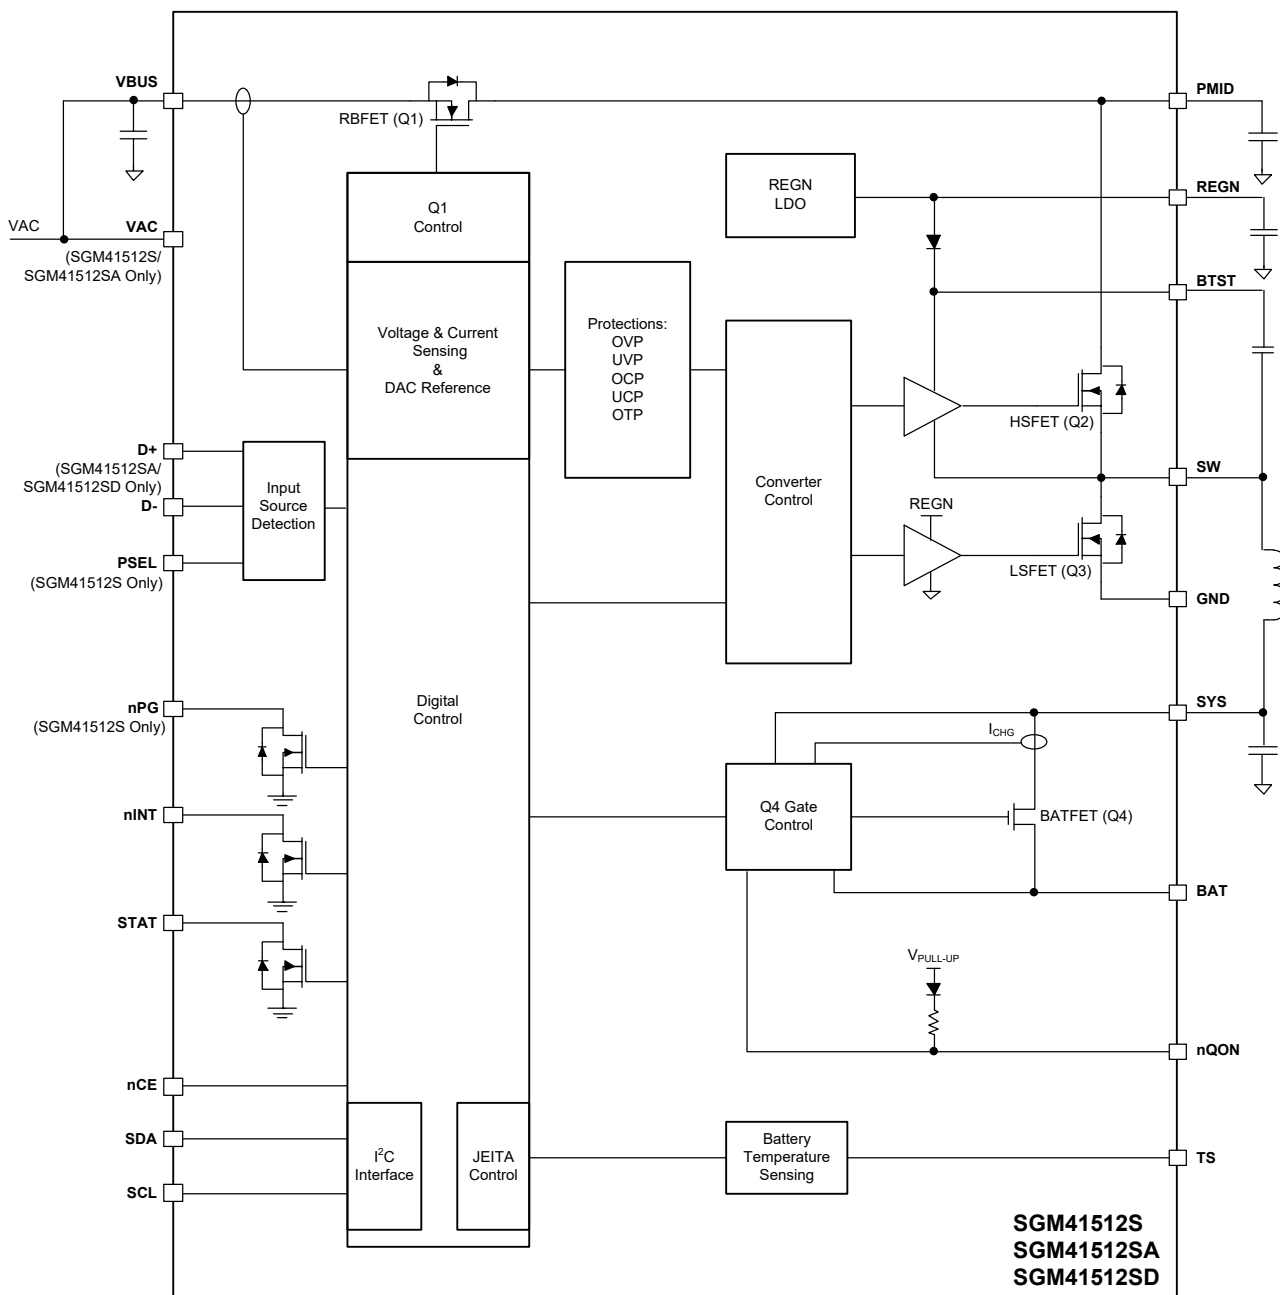 VBUS
RBFET (Q1)
PMID
REGN
LDO
REGN
Q1
Control
VAC
VAC
(SGM41512S/
SGM41512SA Only)
BTST
Voltage & Current
Sensing
&
DAC Reference
Protections:
OVP
UVP
OCP
UCP
OTP
HSFET (Q2)
D+
(SGM41512SA/
SGM41512SD Only)
D-
Input
Source
Detection
PSEL
(SGM41512S Only)
Converter
Control
SW
REGN
LSFET (Q3)
GND
nPG
(SGM41512S Only)
Digital
Control
SYS
ICHG
nINT
Q4 Gate
Control
BATFET (Q4)
BAT
STAT
VPULL-UP
nQON
nCE
SDA
SCL
I2C
Interface
JEITA
Control
Battery
Temperature
Sensing
TS
SGM41512S
SGM41512SA
SGM41512SD